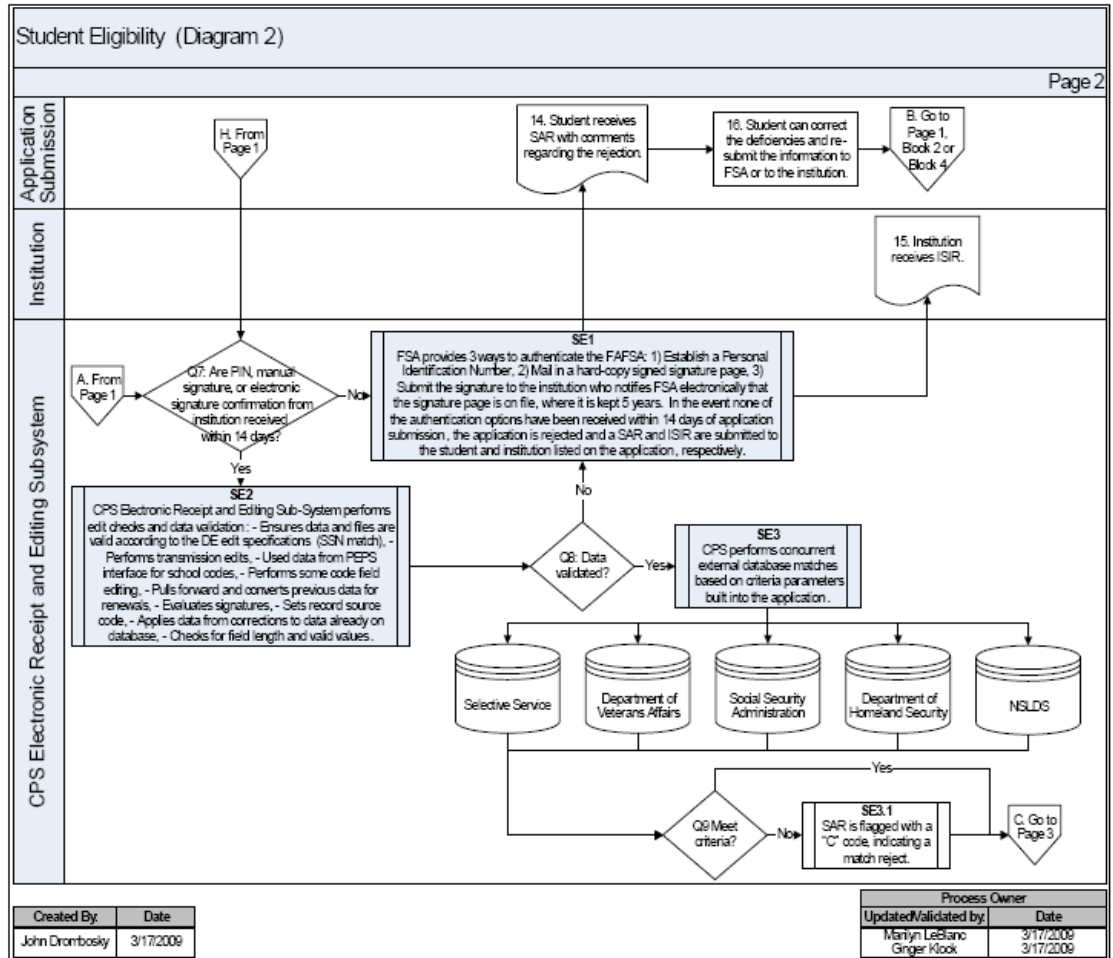 Student Eligibility (Diagram 2)
Page 2
Application
Submission
H. From
Page 1
14. Student receives
SAR with comments
regarding the rejection.
16. Student can correct
the deficiencies and re-
submit the information to
FSA or to the institution.
B. Go to
Page 1,
Block 2 or
Block 4
Institution
15. Institution
receives ISIR.
CPS Electronic Receipt and Editing Subsystem
A. From
Page 1
Q7: Are PIN, manual
signature, or electronic
signature confirmation from
institution received
within 14 days?
No
Yes
SE1
FSA provides 3 ways to authenticate the FAFSA: 1) Establish a Personal
Identification Number, 2) Mail in a hard-copy signed signature page, 3)
Submit the signature to the institution who notifies FSA electronically that
the signature page is on file, where it is kept 5 years. In the event none of
the authentication options have been received within 14 days of application
submission, the application is rejected and a SAR and ISIR are submitted to
the student and institution listed on the application, respectively.
SE2
CPS Electronic Receipt and Editing Sub-System performs
edit checks and data validation: - Ensures data and files are
valid according to the DE edit specifications (SSN match), -
Performs transmission edits, - Used data from PEPS
interface for school codes, - Performs some code field
editing, - Pulls forward and converts previous data for
renewals, - Evaluates signatures, - Sets record source
code, - Applies data from corrections to data already on
database, - Checks for field length and valid values.
No
Q8: Data
validated?
Yes
SE3
CPS performs concurrent
external database matches
based on criteria parameters
built into the application.
Selective Service
Department of
Veterans Affairs
Social Security
Administration
Department of
Homeland Security
NSLDS
Yes
Q9 Meet
criteria?
No
SE3.1
SAR is flagged with a
"C" code, indicating a
match reject.
C. Go to
Page 3
Created By: Date
John Drombosky 3/17/2009
Process Owner
Updated/Validated by: Date
Marilyn LeBlanc 3/17/2009
Ginger Klock 3/17/2009